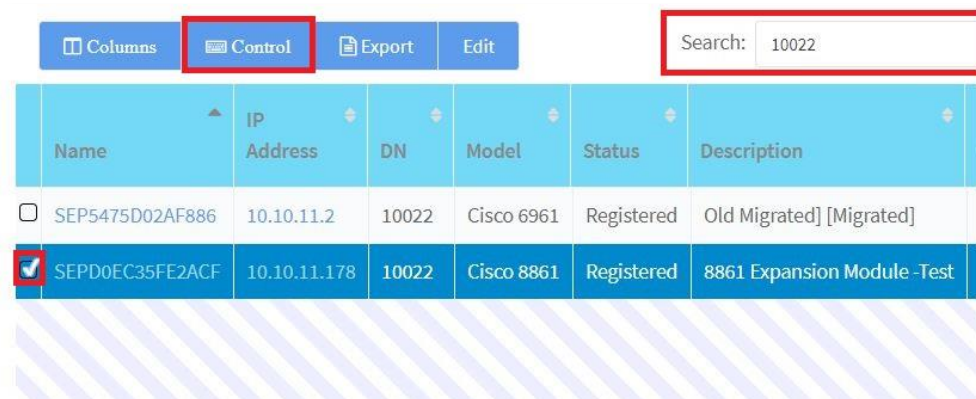 Columns Control Export Edit Search: 10022
Name IP Address DN Model Status Description
SEP5475D02AF886 10.10.11.2 10022 Cisco 6961 Registered Old Migrated] [Migrated]
SEPD0EC35FE2ACF 10.10.11.178 10022 Cisco 8861 Registered 8861 Expansion Module -Test